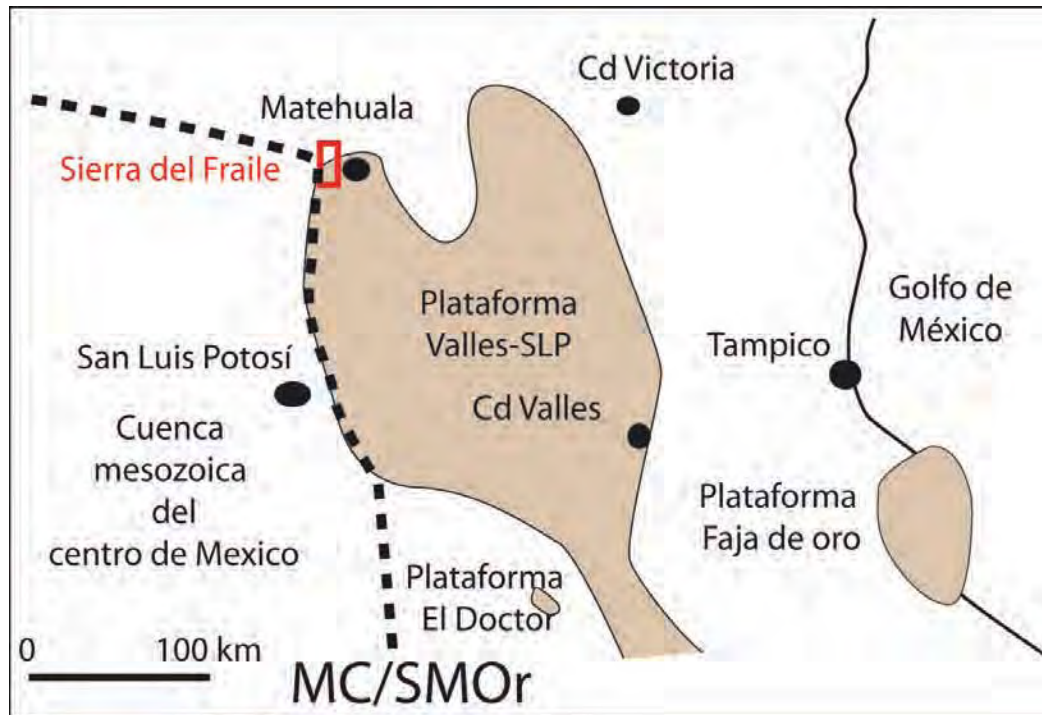 Cd Victoria
Matehuala
Sierra del Fraile
Golfo de
México
Plataforma
Valles-SLP
Tampico
San Luis Potosí
Cd Valles
Cuenca
mesozoica
del
centro de Mexico
Plataforma
Faja de oro
Plataforma
El Doctor
0 100 km
MC/SMOr